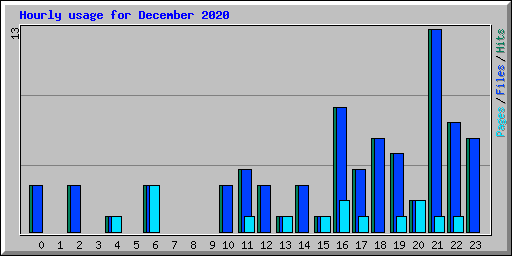 Hourly usage for December 2020
13
Pages/Files/Hits
0 1 2 3 4 5 6 7 8 9 10 11 12 13 14 15 16 17 18 19 20 21 22 23